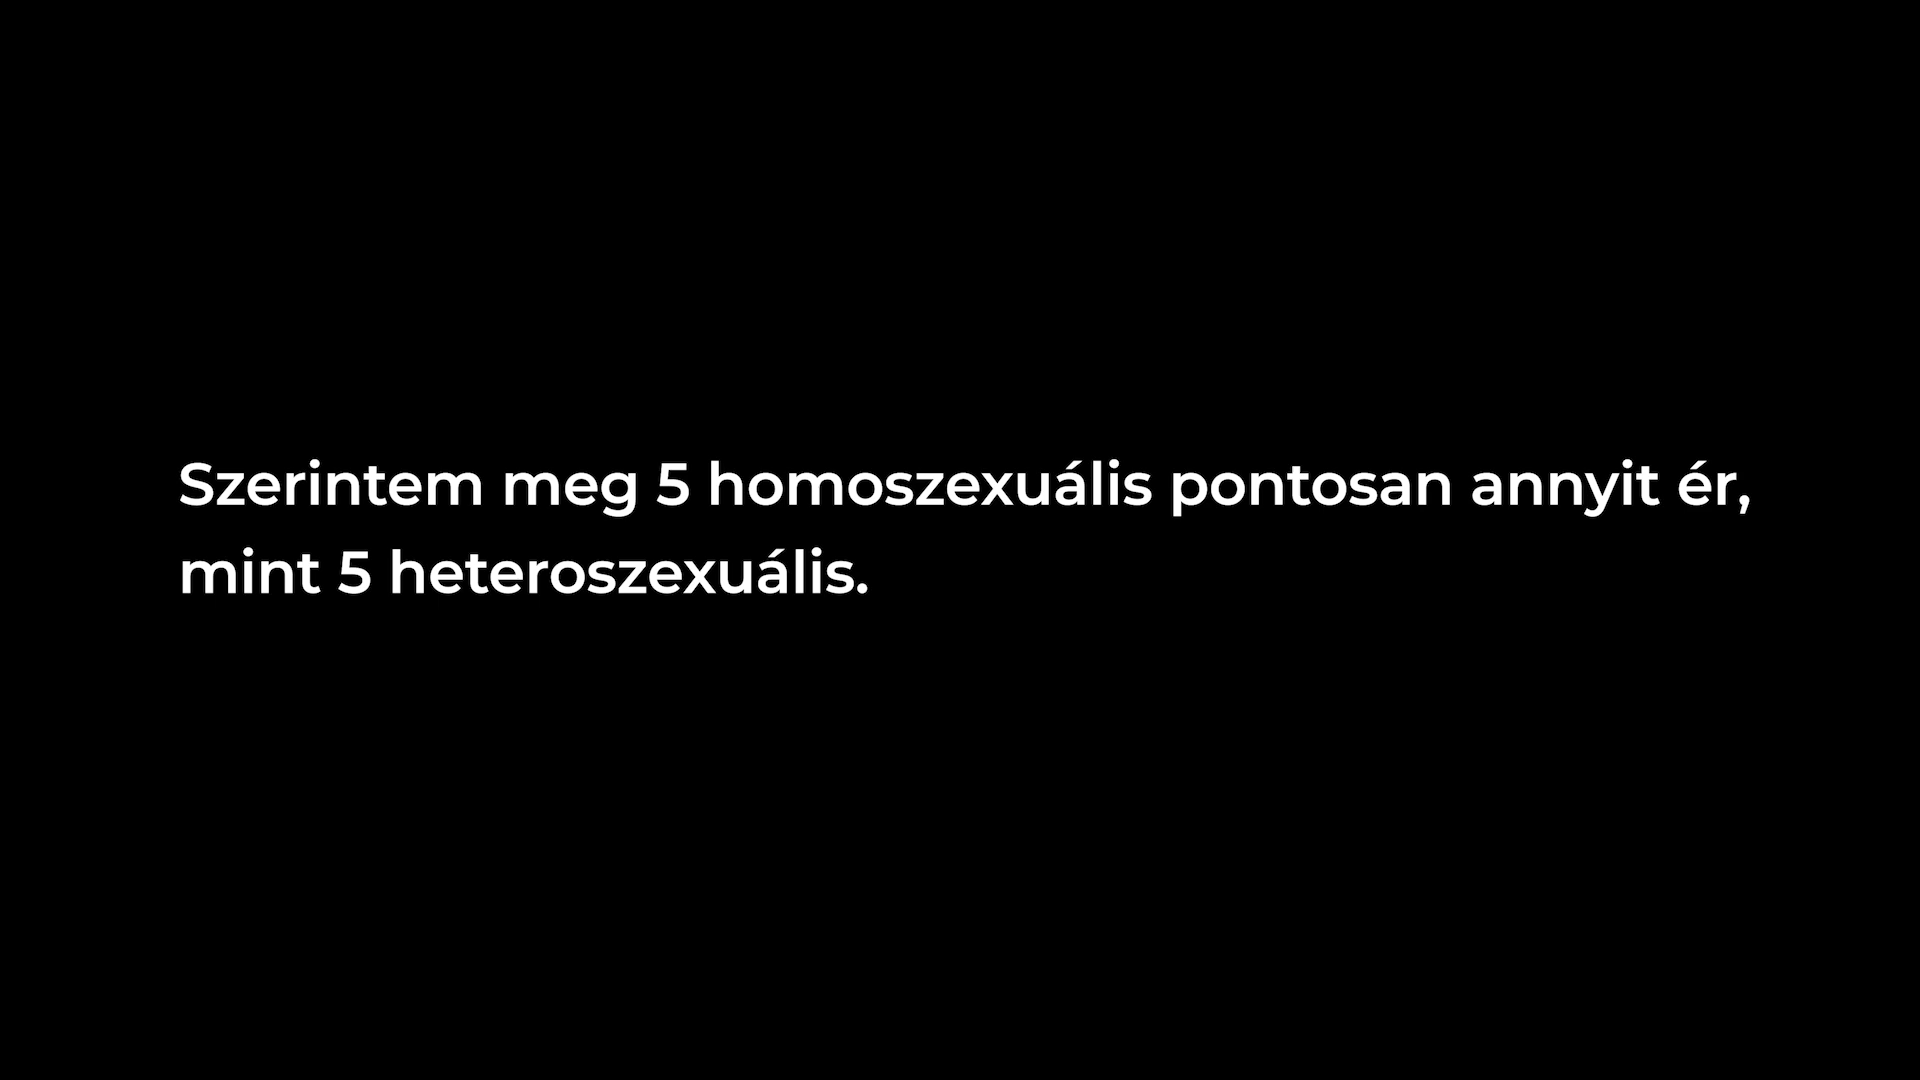 Szerintem meg 5 homoszexuális pontosan annyit ér,
mint 5 heteroszexuális.